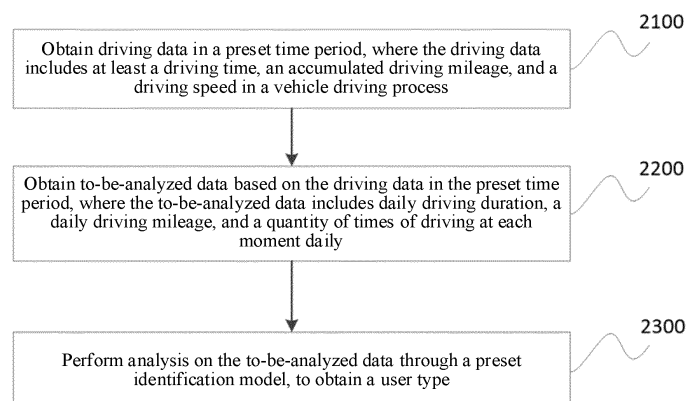 2100
Obtain driving data in a preset time period, where the driving data
includes at least a driving time, an accumulated driving mileage, and a
driving speed in a vehicle driving process
2200
Obtain to-be-analyzed data based on the driving data in the preset time
period, where the to-be-analyzed data includes daily driving duration, a
daily driving mileage, and a quantity of times of driving at each
moment daily
2300
Perform analysis on the to-be-analyzed data through a preset
identification model, to obtain a user type